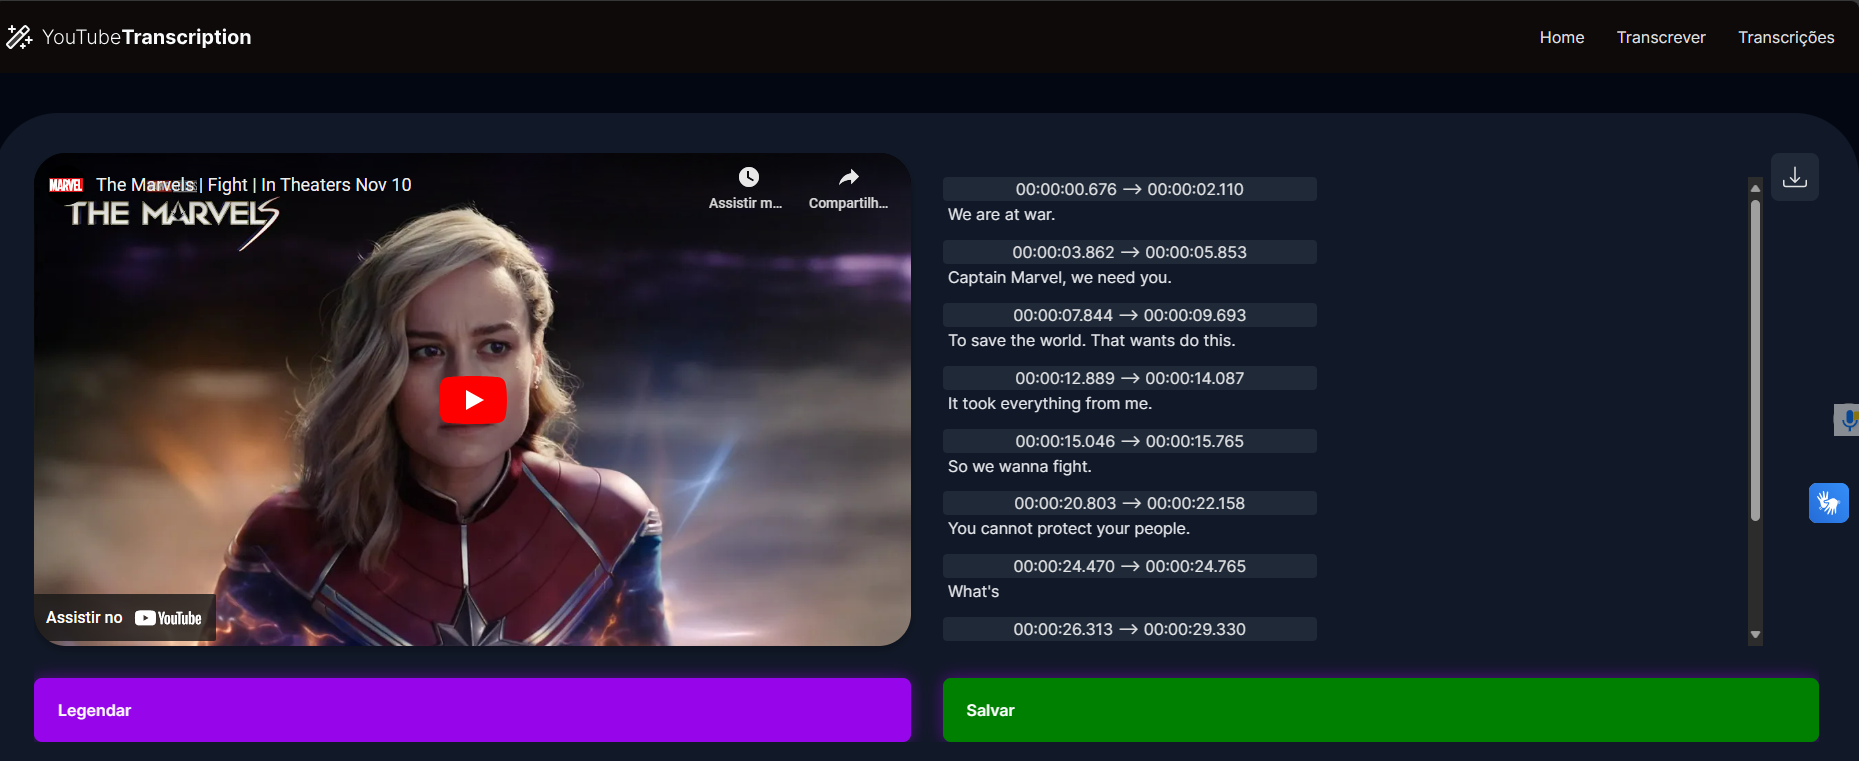 YouTubeTranscription
Home
Transcrever
Transcrições
MARVEL
The Marvels | Fight | In Theaters Nov 10
THE MARVELS
Assistir m...
Compartilh...
Assistir no YouTube
00:00:00.676 --> 00:00:02.110
We are at war.
00:00:03.862 --> 00:00:05.853
Captain Marvel, we need you.
00:00:07.844 --> 00:00:09.693
To save the world. That wants do this.
00:00:12.889 --> 00:00:14.087
It took everything from me.
00:00:15.046 --> 00:00:15.765
So we wanna fight.
00:00:20.803 --> 00:00:22.158
You cannot protect your people.
00:00:24.470 --> 00:00:24.765
What's
00:00:26.313 --> 00:00:29.330
Legendar
Salvar